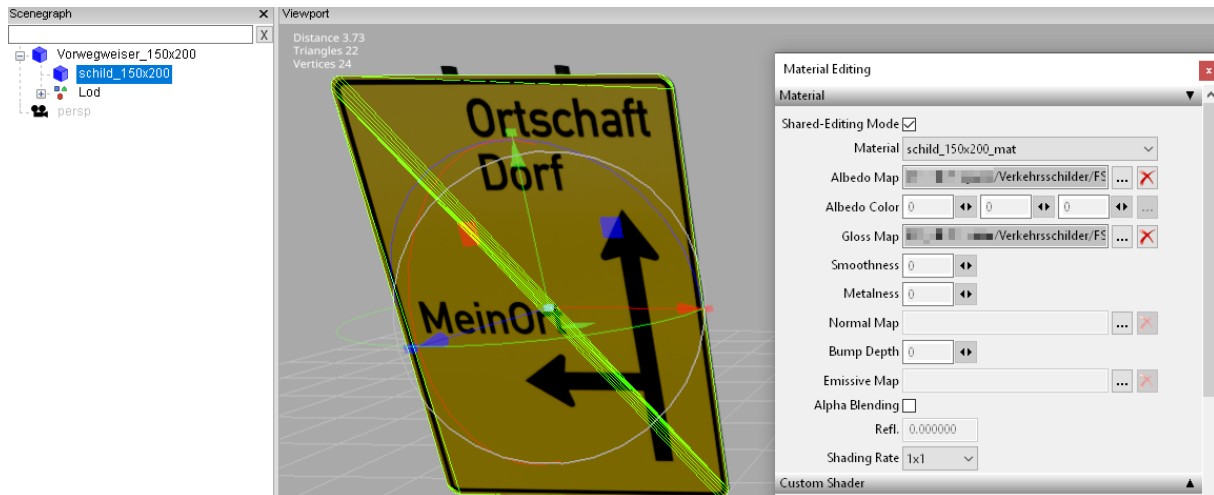 Scenegraph
X
Vorwegweiser_150x200
schild_150x200
Lod
persp
Viewport
Distance 3.73
Triangles 22
Vertices 24
Ortschaft
Dorf
MeinOrt
Material Editing
x
Material
Shared-Editing Mode
Material schild_150x200_mat
Albedo Map /Verkehrsschilder/FS ...
Albedo Color 0 0 0 ...
Gloss Map /Verkehrsschilder/FS ...
Smoothness 0
Metalness 0
Normal Map ...
Bump Depth 0
Emissive Map ...
Alpha Blending
Refl. 0.000000
Shading Rate 1x1
Custom Shader